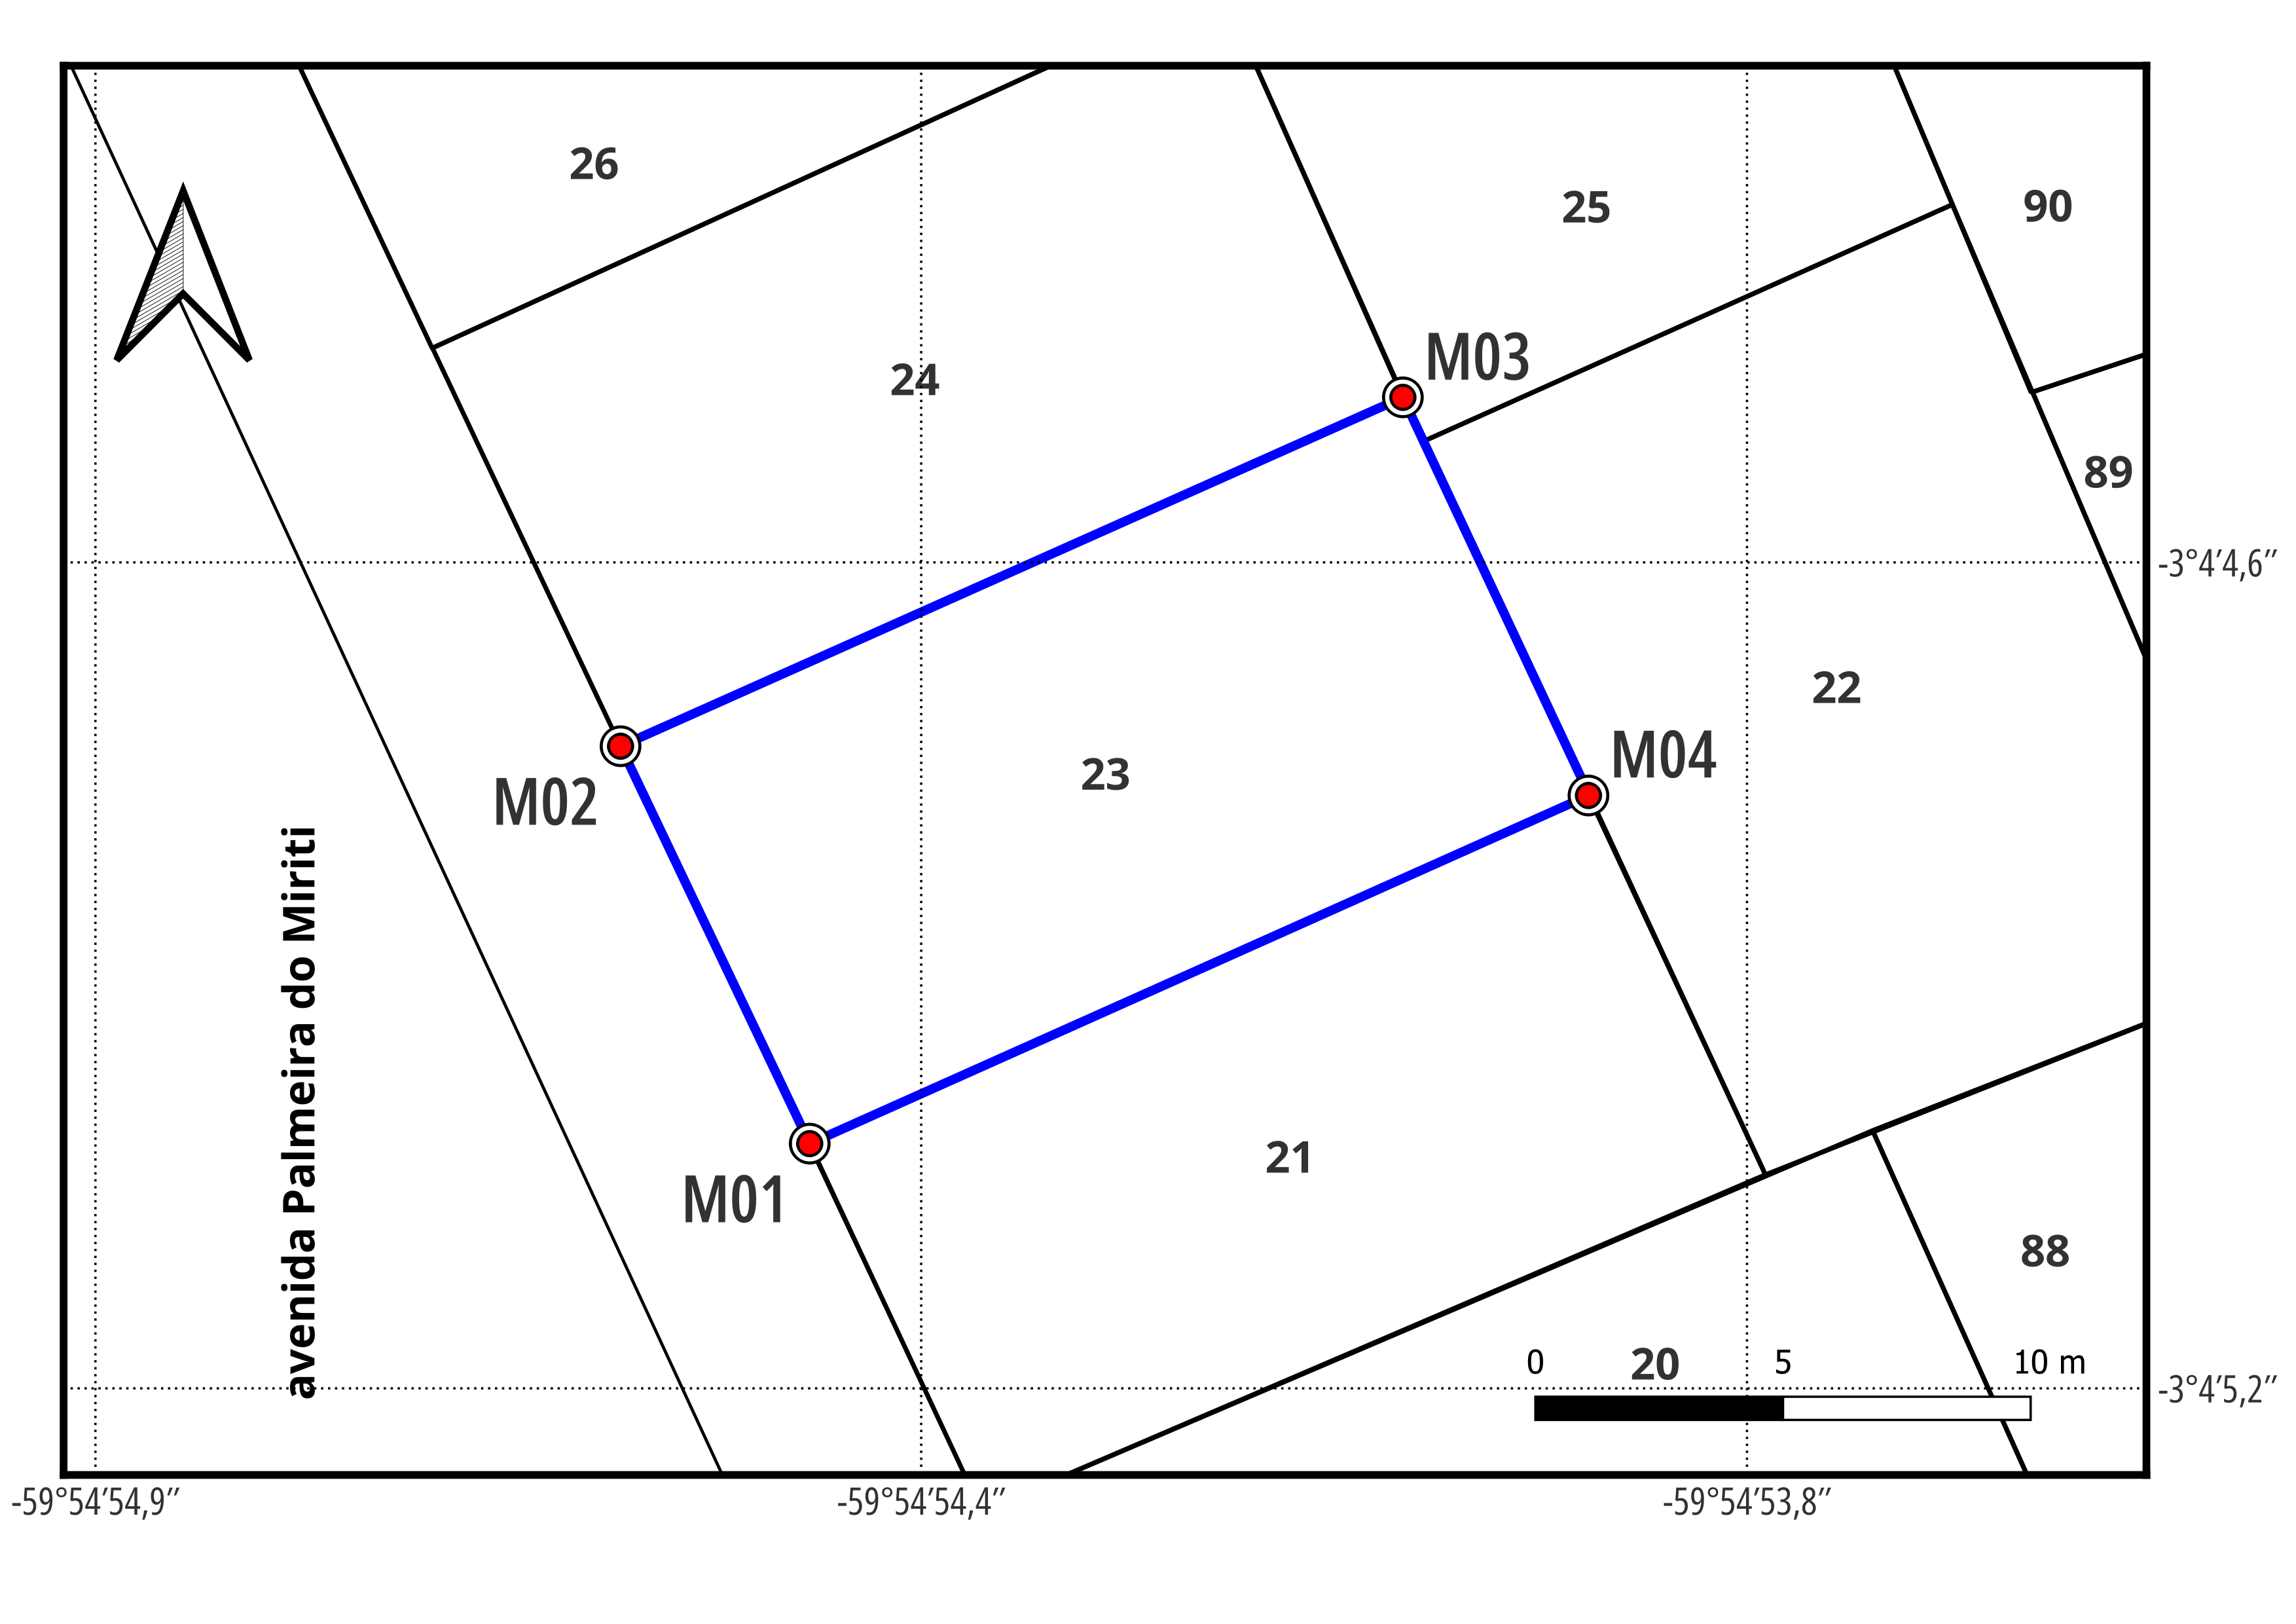 26
25
90
M03
24
89
-3°4′4,6″
22
M04
23
M02
avenida Palmeira do Miriti
21
M01
88
0 5 10 m
20
-3°4′5,2″
-59°54′54,9″ -59°54′54,4″ -59°54′53,8″